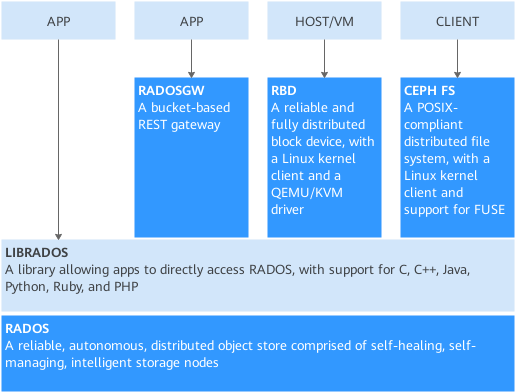 APP
APP
HOST/VM
CLIENT
RADOSGW
A bucket-based
REST gateway
RBD
A reliable and
fully distributed
block device, with
a Linux kernel
client and a
QEMU/KVM
driver
CEPH FS
A POSIX-
compliant
distributed file
system, with a
Linux kernel
client and
support for FUSE
LIBRADOS
A library allowing apps to directly access RADOS, with support for C, C++, Java,
Python, Ruby, and PHP
RADOS
A reliable, autonomous, distributed object store comprised of self-healing, self-
managing, intelligent storage nodes